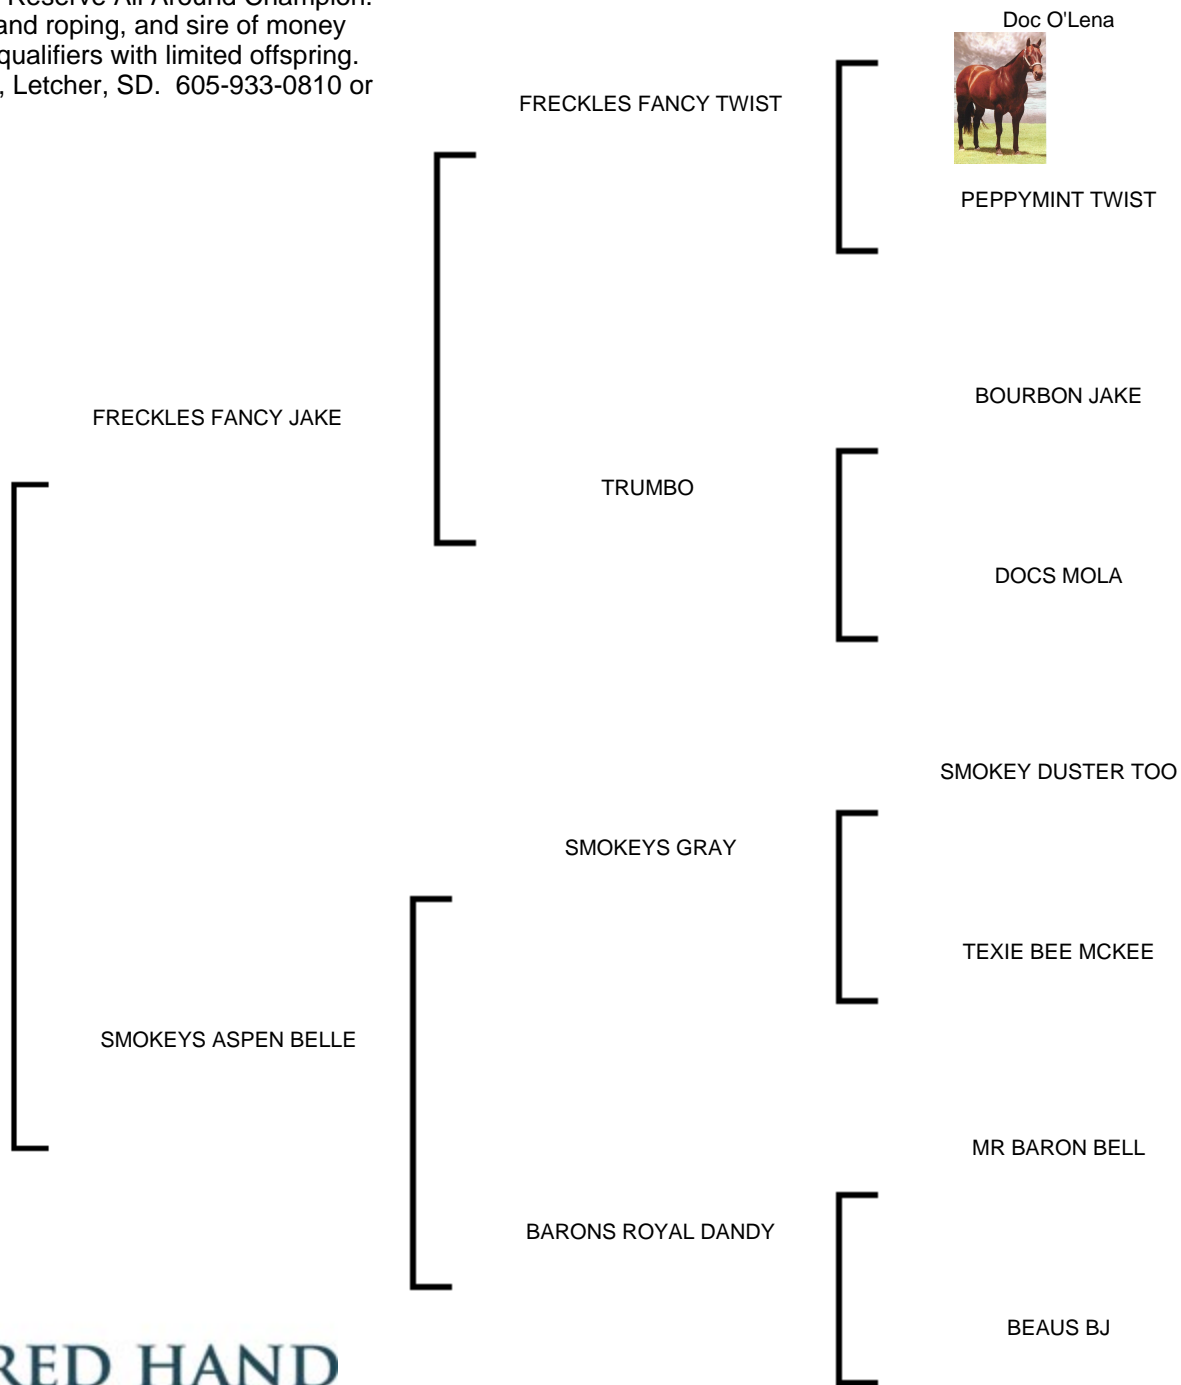 Reserve All Around Champion.
and roping, and sire of money
qualifiers with limited offspring.
, Letcher, SD. 605-933-0810 or
Doc O'Lena
FRECKLES FANCY TWIST
PEPPYMINT TWIST
BOURBON JAKE
FRECKLES FANCY JAKE
TRUMBO
DOCS MOLA
SMOKEY DUSTER TOO
SMOKEYS GRAY
TEXIE BEE MCKEE
SMOKEYS ASPEN BELLE
MR BARON BELL
BARONS ROYAL DANDY
BEAUS BJ
RED HAND